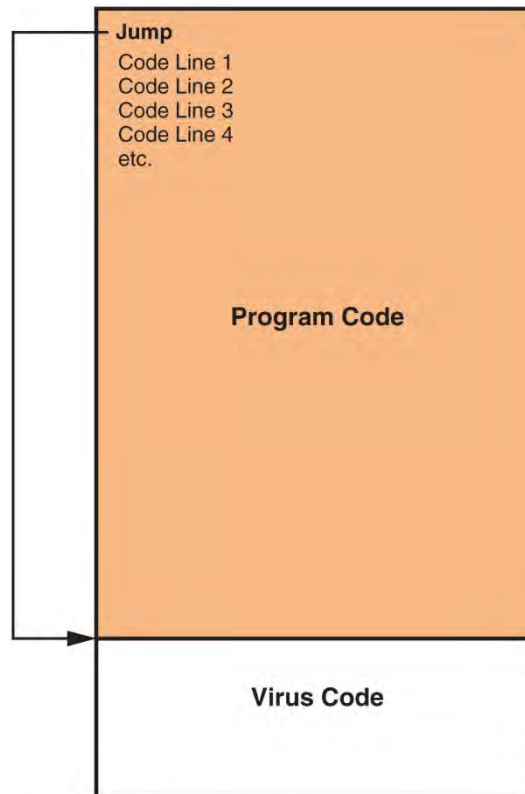 Jump
Code Line 1
Code Line 2
Code Line 3
Code Line 4
etc.
Program Code
Virus Code